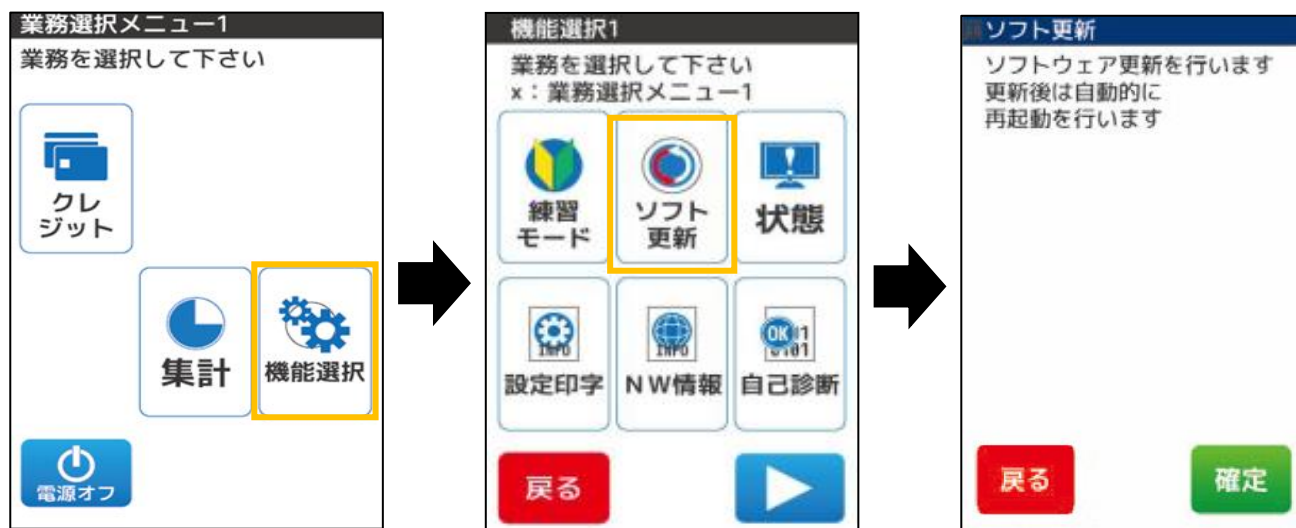 業務選択メニュー1
業務を選択して下さい
クレ
ジット
集計
機能選択
電源オフ
機能選択1
業務を選択して下さい
x：業務選択メニュー1
練習
モード
ソフト
更新
状態
INFO
設定印字
INFO
NW情報
OK
自己診断
戻る
ソフト更新
ソフトウェア更新を行います
更新後は自動的に
再起動を行います
戻る
確定